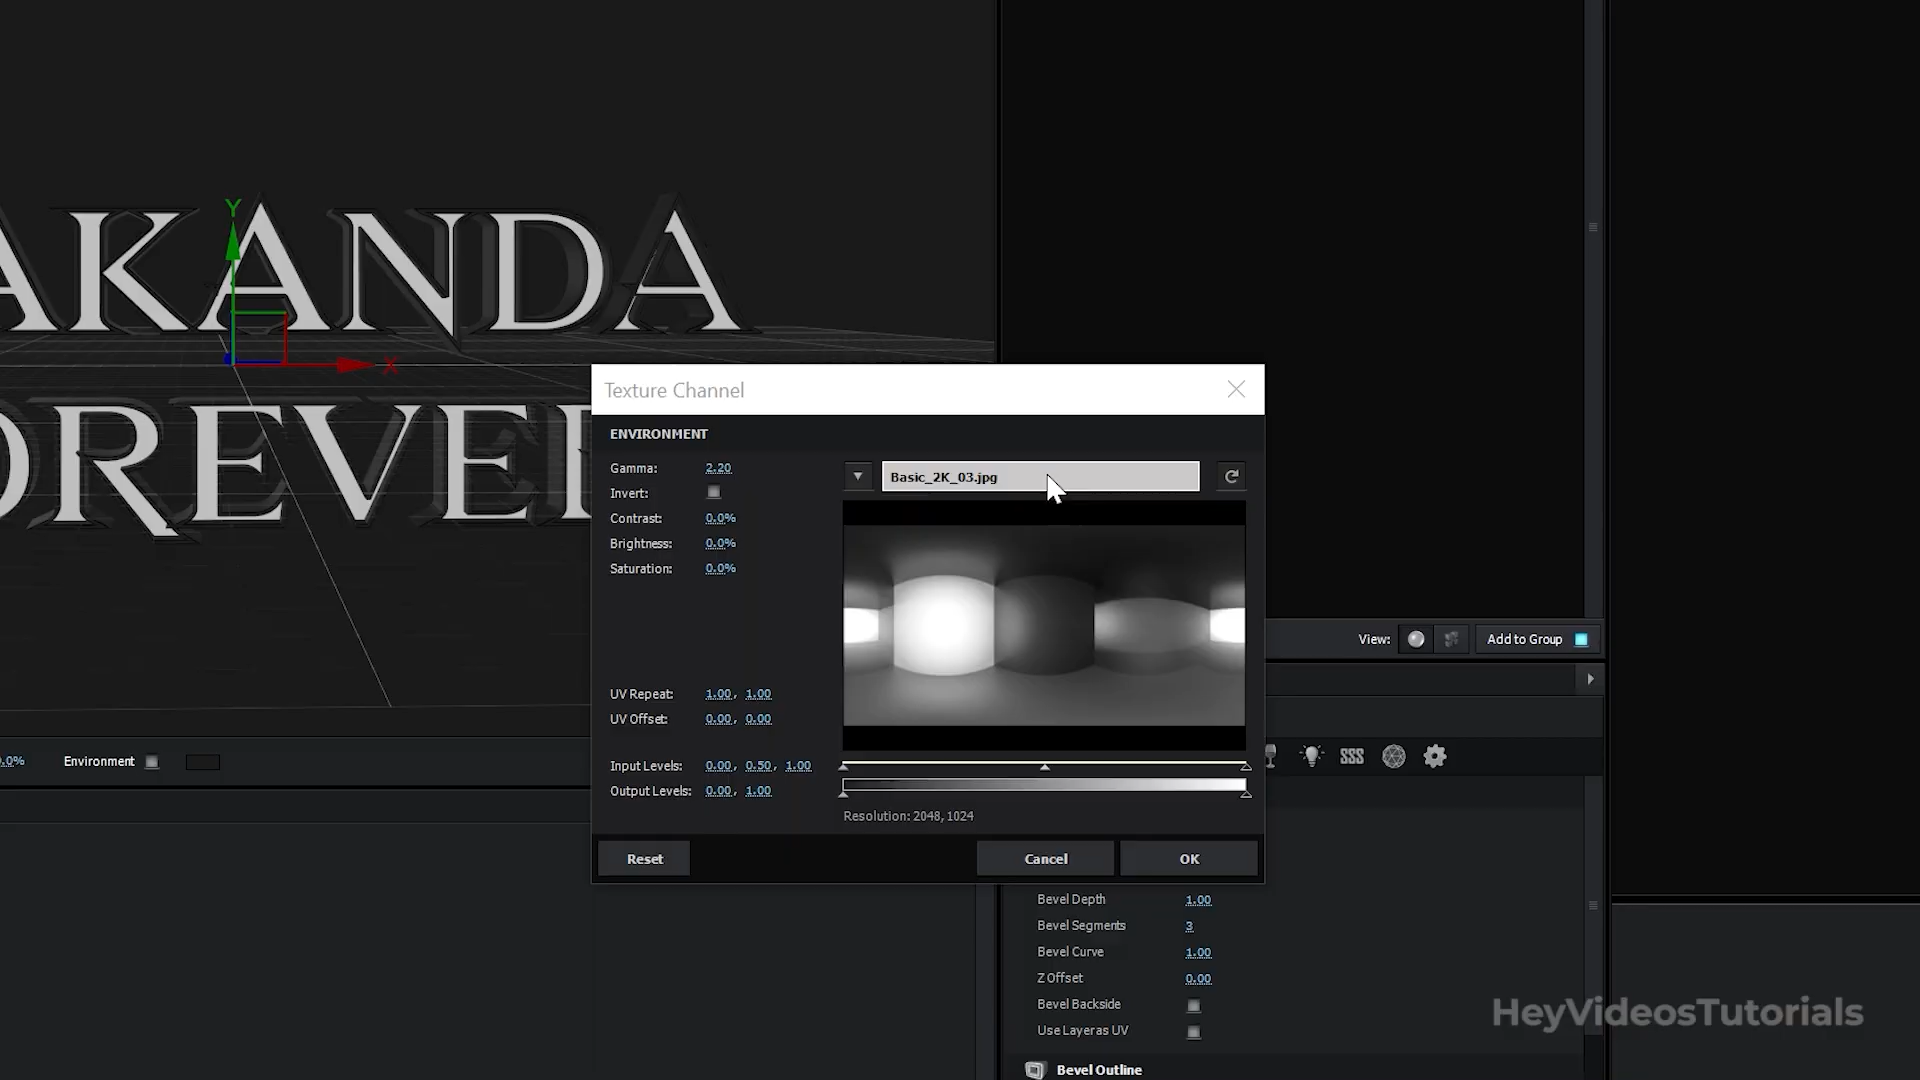 AKANDA
OREVE
Y
X
Texture Channel
ENVIRONMENT
Gamma: 2.20
Invert:
Contrast: 0.0%
Brightness: 0.0%
Saturation: 0.0%
UV Repeat: 1.00, 1.00
UV Offset: 0.00, 0.00
Input Levels: 0.00, 0.50, 1.00
Output Levels: 0.00, 1.00
Basic_2K_03.jpg
Resolution: 2048, 1024
Reset Cancel OK
.0% Environment
View: Add to Group
SSS
Bevel Depth 1.00
Bevel Segments 3
Bevel Curve 1.00
Z Offset 0.00
Bevel Backside
Use Layer as UV
Bevel Outline
HeyVideosTutorials